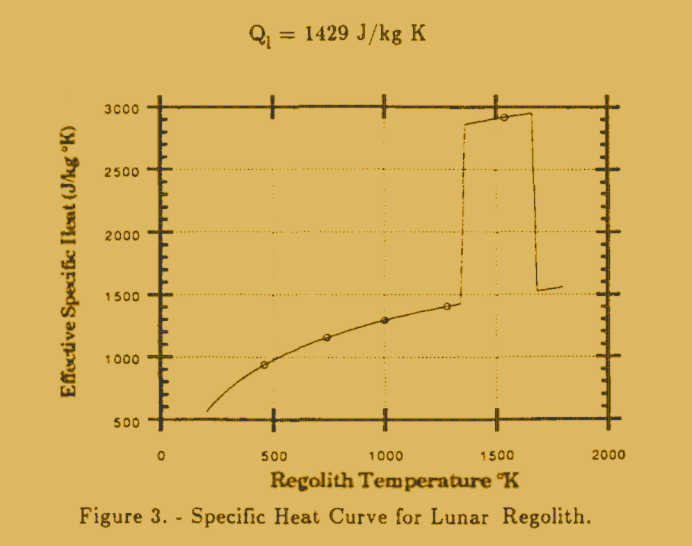 Q₁ = 1429 J/kg K
Effective Specific Heat (J/kg °K)
3000
2500
2000
1500
1000
500
0 500 1000 1500 2000
Regolith Temperature °K
Figure 3. - Specific Heat Curve for Lunar Regolith.